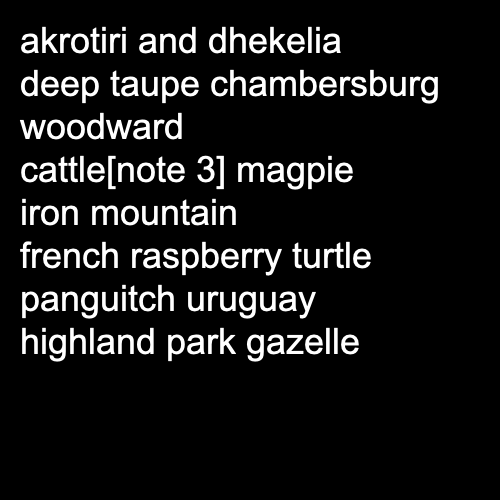 akrotiri and dhekelia
deep taupe chambersburg
woodward
cattle[note 3] magpie
iron mountain
french raspberry turtle
panguitch uruguay
highland park gazelle